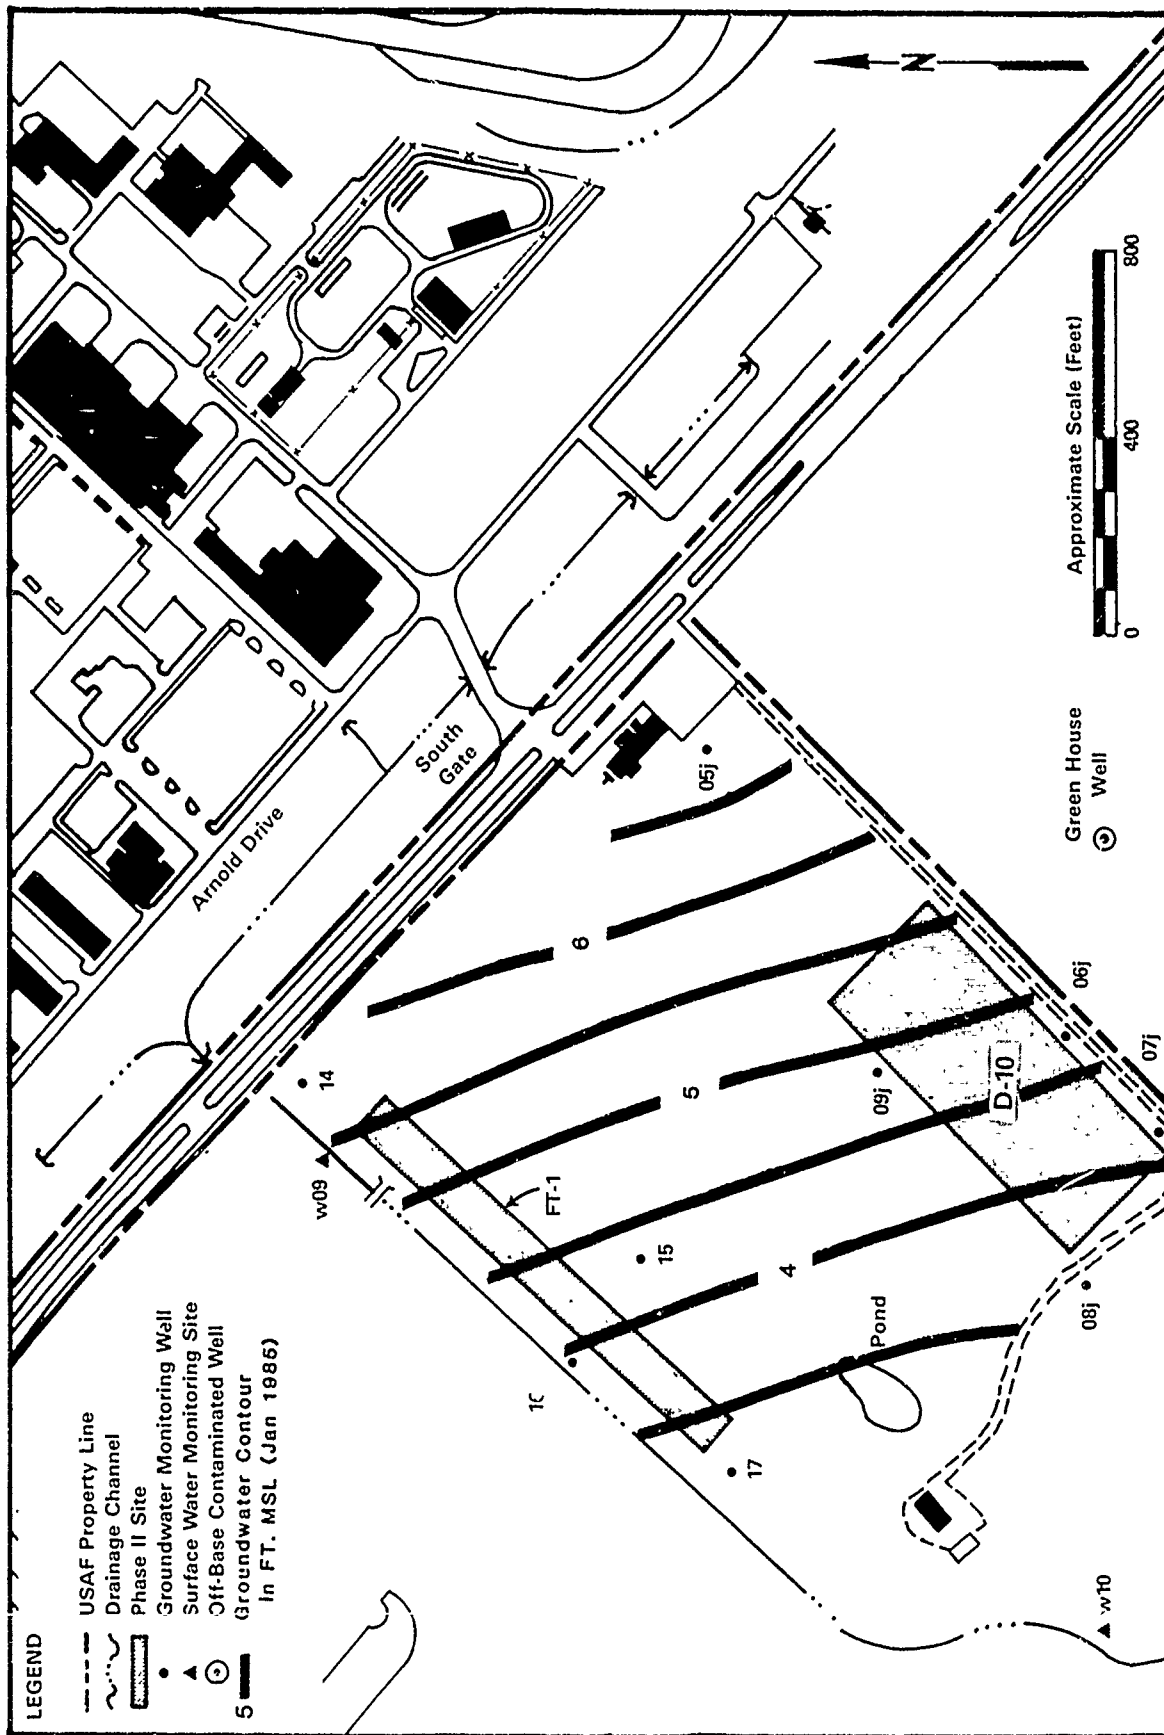 LEGEND
USAF Property Line
Drainage Channel
Phase II Site
Groundwater Monitoring Wall
Surface Water Monitoring Site
Off-Base Contaminated Well
5 Groundwater Contour
In FT. MSL (Jan 1986)
Arnold Drive
South
Gate
N
w09
14
FT-1
15
17
Pond
w10
6
5
4
05j
09j
D-10
06j
07j
08j
Green House
Well
Approximate Scale (Feet)
0 400 800